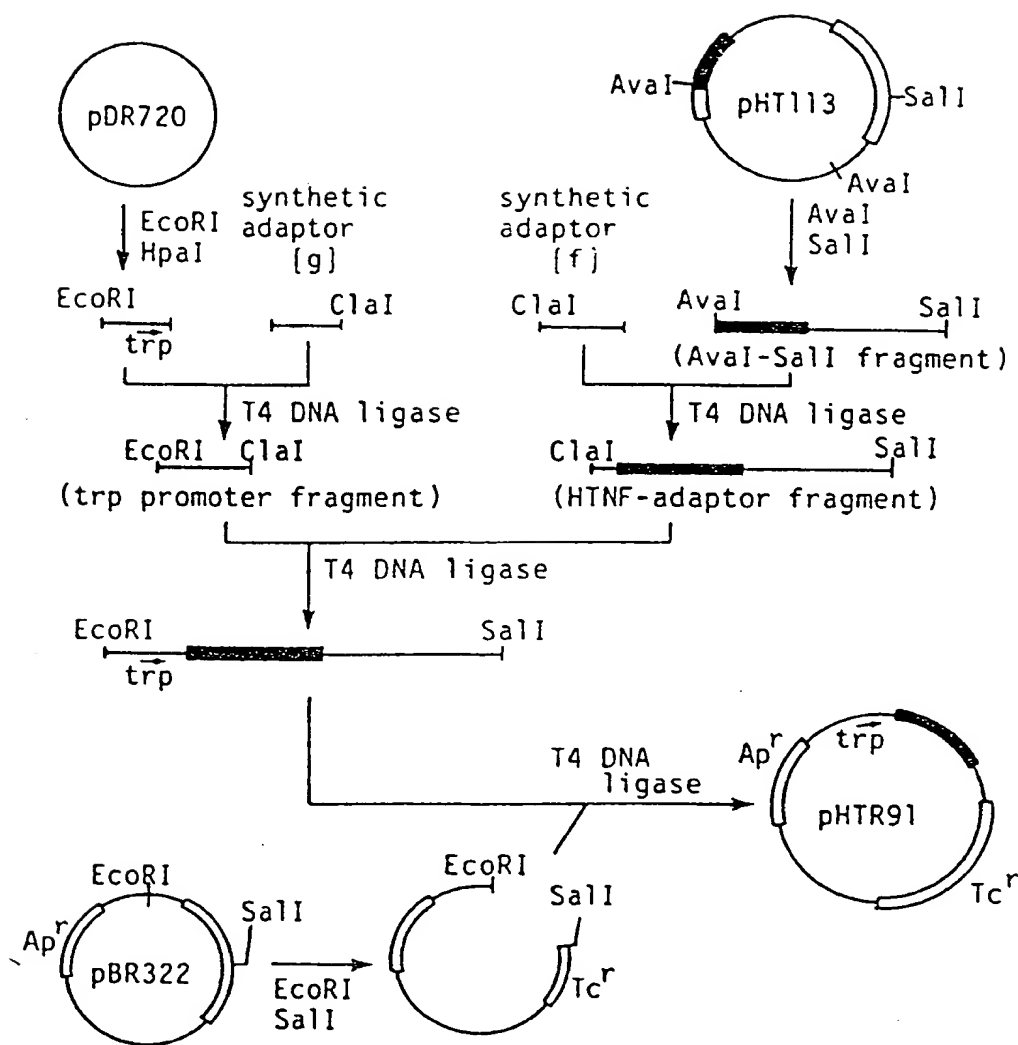 pDR720
AvaI
pHT113
SalI
AvaI
EcoRI
HpaI
synthetic
adaptor
[g]
synthetic
adaptor
[f]
AvaI
SalI
EcoRI
trp
ClaI
ClaI
AvaI
SalI
(AvaI-SalI fragment)
T4 DNA ligase
T4 DNA ligase
EcoRI
ClaI
(trp promoter fragment)
ClaI
SalI
(HTNF-adaptor fragment)
T4 DNA ligase
EcoRI
SalI
trp
T4 DNA
ligase
Apr
trp
pHTR91
Tcr
EcoRI
SalI
Apr
pBR322
EcoRI
SalI
EcoRI
SalI
Tcr